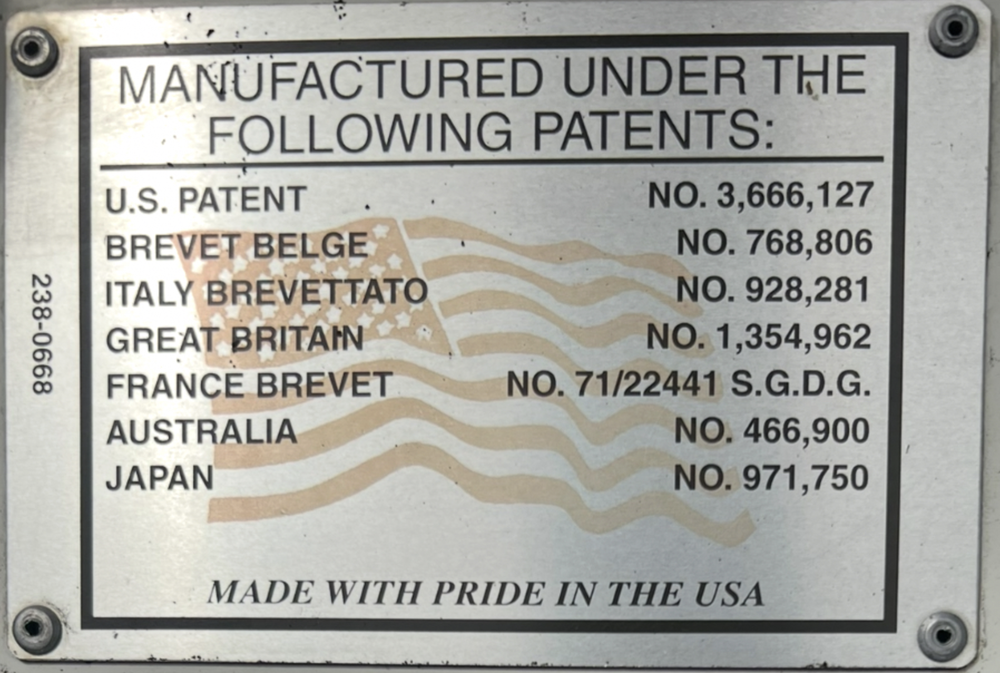 MANUFACTURED UNDER THE
FOLLOWING PATENTS:
U.S. PATENT NO. 3,666,127
BREVET BELGE NO. 768,806
ITALY BREVETTATO NO. 928,281
GREAT BRITAIN NO. 1,354,962
FRANCE BREVET NO. 71/22441 S.G.D.G.
AUSTRALIA NO. 466,900
JAPAN NO. 971,750
MADE WITH PRIDE IN THE USA
238-0668